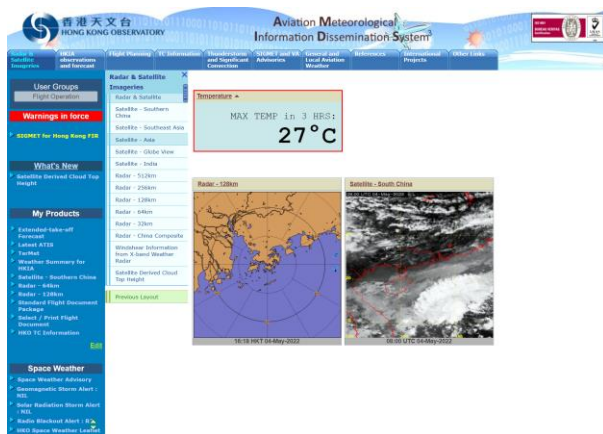 香港天文台
HONG KONG OBSERVATORY
Aviation Meteorological
Information Dissemination System
Radar & Satellite Imageries
HKIA observations and forecast
Flight Planning
TC Information
Thunderstorm and Significant Convection
SIGMET and VA Advisories
General and Local Aviation Weather
References
International Projects
Other Links
User Groups
Flight Operation
Warnings in force
SIGMET for Hong Kong FIR
What's New
Satellite Derived Cloud Top
Height
My Products
Extended-take-off
Forecast
Latest ATIS
TarMet
Weather Summary for
HKIA
Satellite - Southern China
Radar - 64km
Radar - 128km
Standard Flight Document
Package
Select / Print Flight
Document
HKO TC Information
Edit
Space Weather
Space Weather Advisory
Geomagnetic Storm Alert :
NIL
Solar Radiation Storm Alert
: NIL
Radio Blackout Alert :
HKO Space Weather Leaflet
Radar & Satellite
Imageries
X
Radar & Satellite
Satellite - Southern
China
Satellite - Southeast Asia
Satellite - Asia
Satellite - Globe View
Satellite - India
Radar - 512km
Radar - 256km
Radar - 128km
Radar - 64km
Radar - 32km
Radar - China Composite
Windshear Information
from X-band Weather
Radar
Satellite Derived Cloud
Top Height
Previous Layout
Temperature
MAX TEMP in 3 HRS:
27°C
Radar - 128km
16:18 HKT 04-May-2022
Satellite - South China
08:00 UTC 04-May-2022